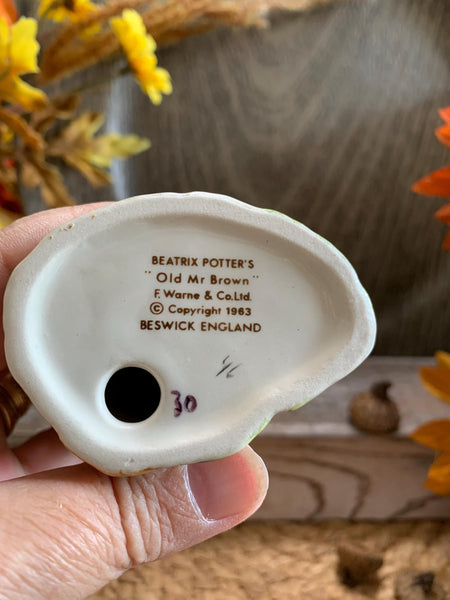 BEATRIX POTTER'S
"Old Mr Brown"
F. Warne & Co. Ltd.
© Copyright 1963
BESWICK ENGLAND
30